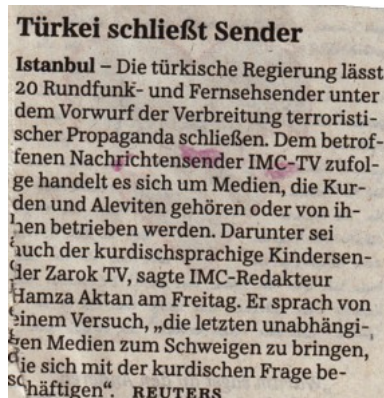 Türkei schließt Sender
Istanbul – Die türkische Regierung lässt
20 Rundfunk- und Fernsehsender unter
dem Vorwurf der Verbreitung terroristi-
scher Propaganda schließen. Dem betrof-
fenen Nachrichtensender IMC-TV zufol-
ge handelt es sich um Medien, die Kur-
den und Aleviten gehören oder von ih-
nen betrieben werden. Darunter sei
auch der kurdischsprachige Kindersen-
der Zarok TV, sagte IMC-Redakteur
Hamza Aktan am Freitag. Er sprach von
einem Versuch, „die letzten unabhängi-
gen Medien zum Schweigen zu bringen,
die sich mit der kurdischen Frage be-
schäftigen“. REUTERS